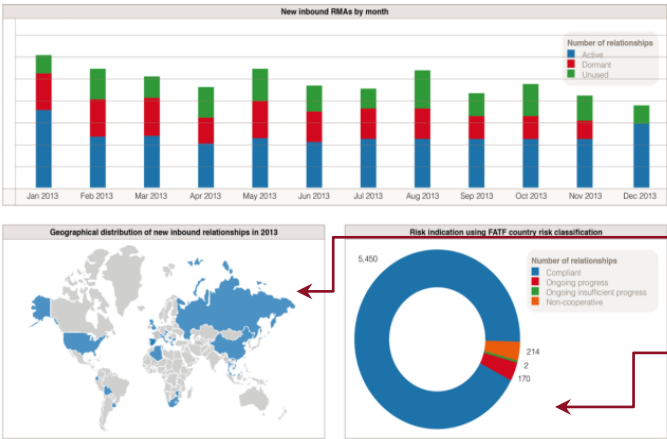 New inbound RMAs by month
Number of relationships
Active
Dormant
Unused
Jan 2013 Feb 2013 Mar 2013 Apr 2013 May 2013 Jun 2013 Jul 2013 Aug 2013 Sep 2013 Oct 2013 Nov 2013 Dec 2013
Geographical distribution of new inbound relationships in 2013
Risk indication using FATF country risk classification
Number of relationships
Compliant
Ongoing progress
Ongoing insufficient progress
Non-cooperative
5,450
214
2
170